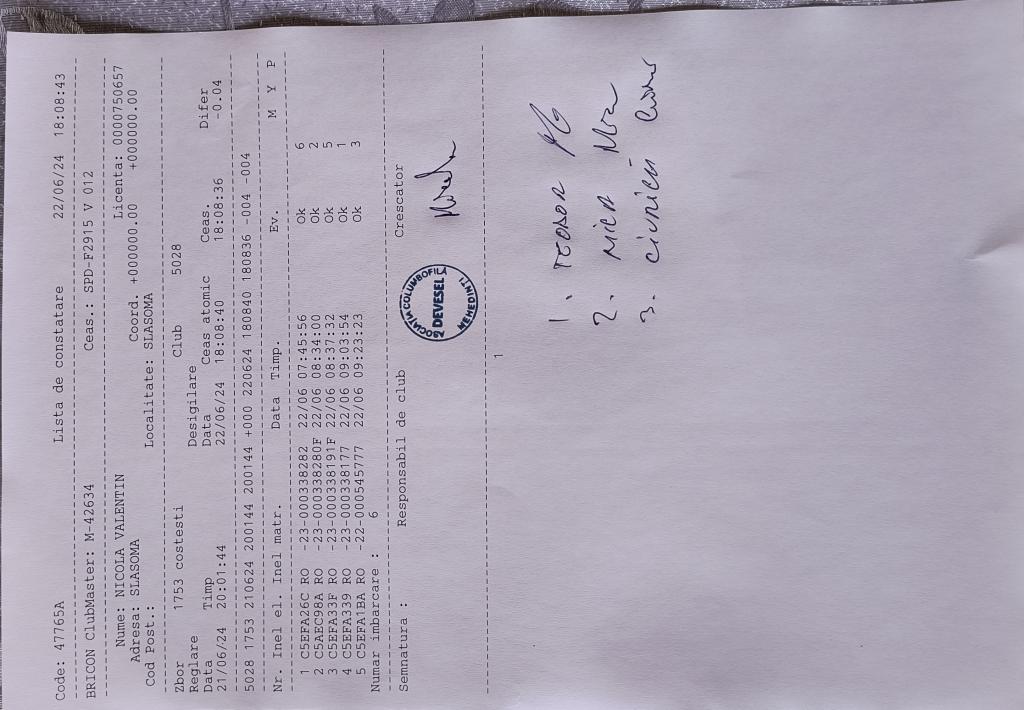 Code: 47765A Lista de constatare 22/06/24 18:08:43
BRICON ClubMaster: M-42634 Ceas.: SPD-F2915 V 012
Nume: NICOLA VALENTIN Licenta: 0000750657
Adresa: SLASOMA Coord. +000000.00 +000000.00
Cod Post.: Localitate: SLASOMA
Zbor 1753 costesti Club 5028
Reglare Desigilare
Data Timp Data Ceas atomic Ceas. Difer
21/06/24 20:01:44 22/06/24 18:08:40 18:08:36 -0.04
5028 1753 210624 200144 200144 +000 220624 180840 180836 -004 -004
Nr. Inel el. Inel matr. Data Timp. Ev. M Y P
1 C5EFA26C RO -23-000338282 22/06 07:45:56 Ok 6
2 C5AEC98A RO -23-000338280F 22/06 08:34:00 Ok 2
3 C5EFA33F RO -23-000338191F 22/06 08:37:32 Ok 5
4 C5EFA339 RO -23-000338177 22/06 09:03:54 Ok 1
5 C5EFA1BA RO -22-000545777 22/06 09:23:23 Ok 3
Numar imbarcare : 6
Semnatura : Responsabil de club Crescator
OCIATIA COLUMBOFILA
DEVESEL
MEHEDINTI
1
1. TEODOR
2. MICA
3.